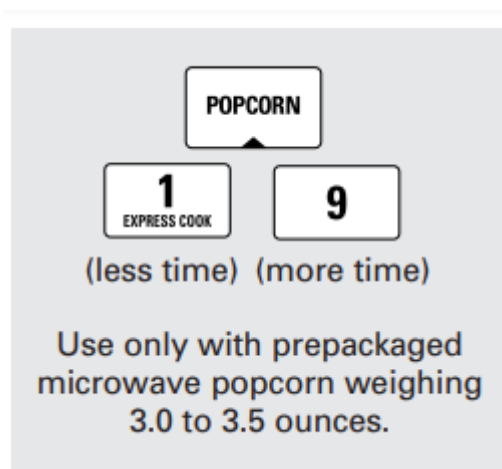 POPCORN
1 9
EXPRESS COOK
(less time) (more time)
Use only with prepackaged
microwave popcorn weighing
3.0 to 3.5 ounces.